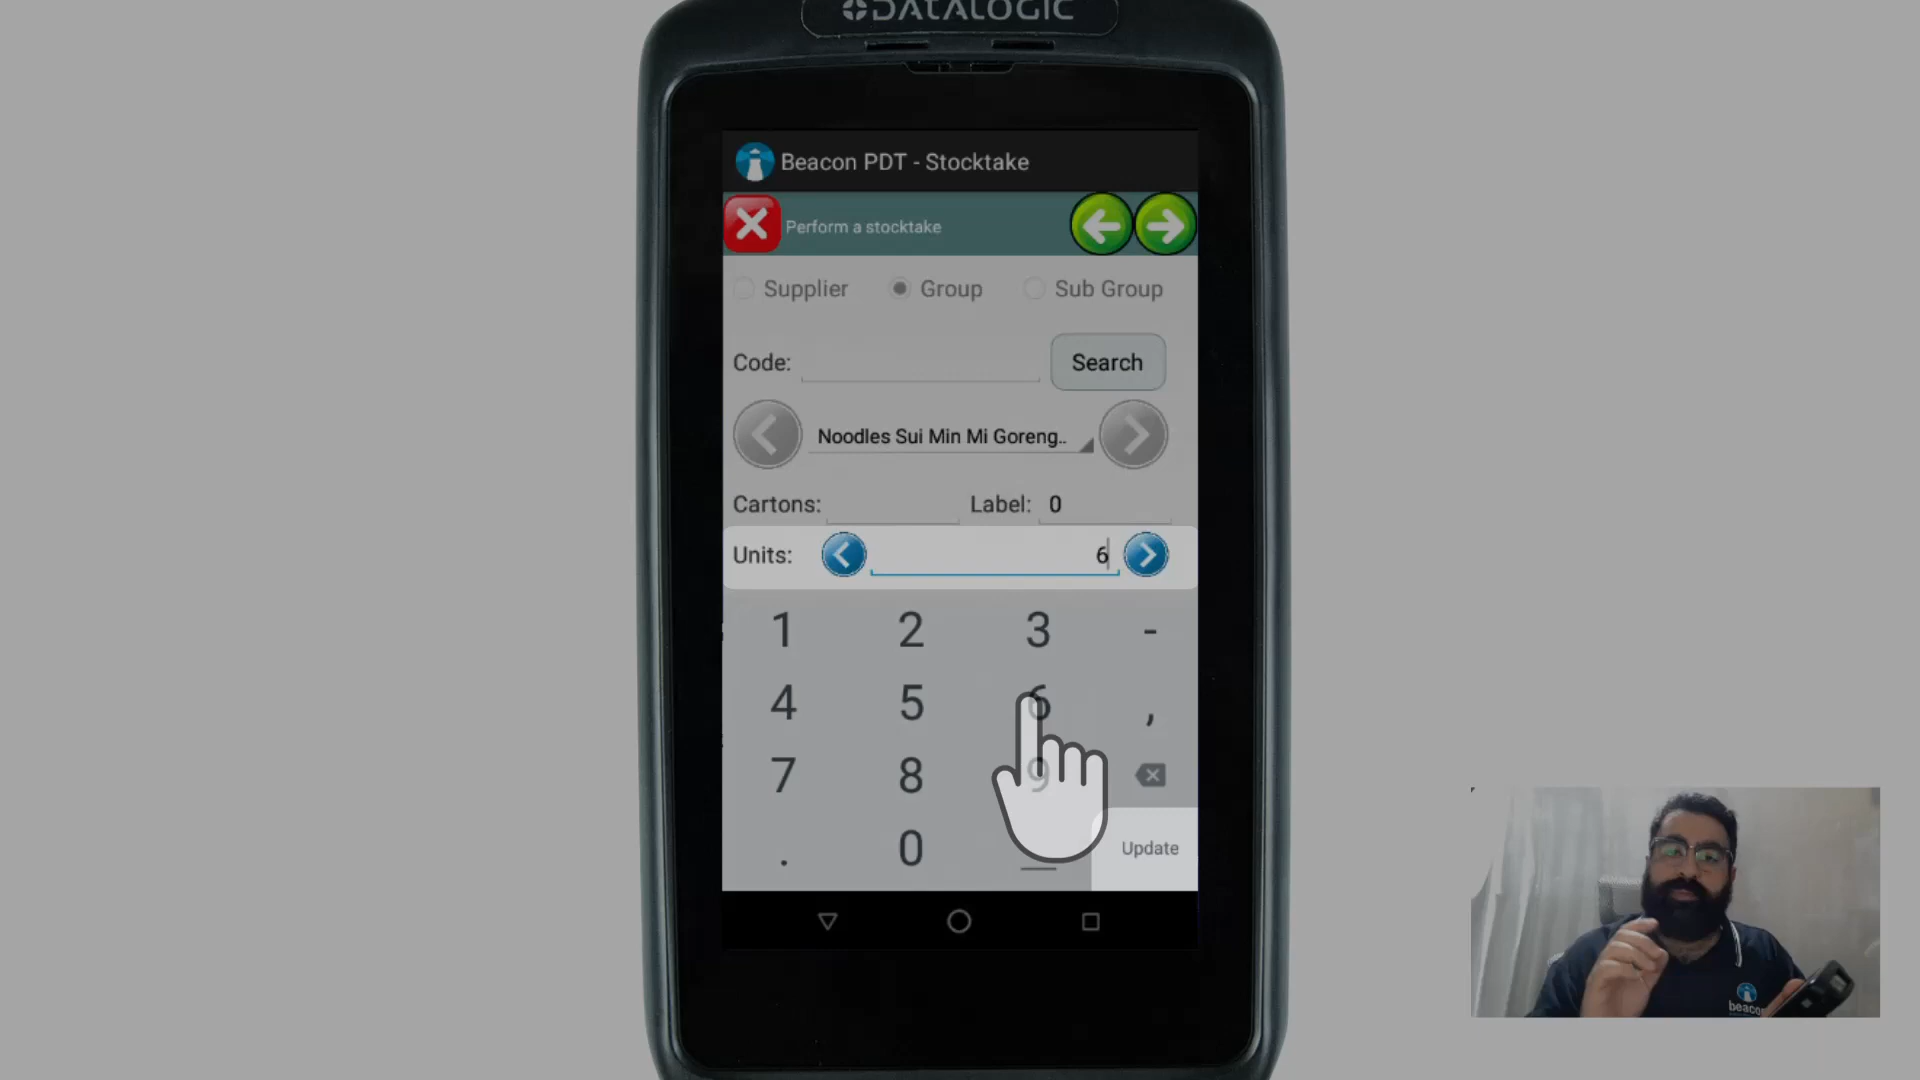 DATALOGIC
Beacon PDT - Stocktake
Perform a stocktake
Supplier Group Sub Group
Code: Search
Noodles Sui Min Mi Goreng..
Cartons: Label: 0
Units: 6
1 2 3 -
4 5 6 ,
7 8 9
. 0 Update
beacon